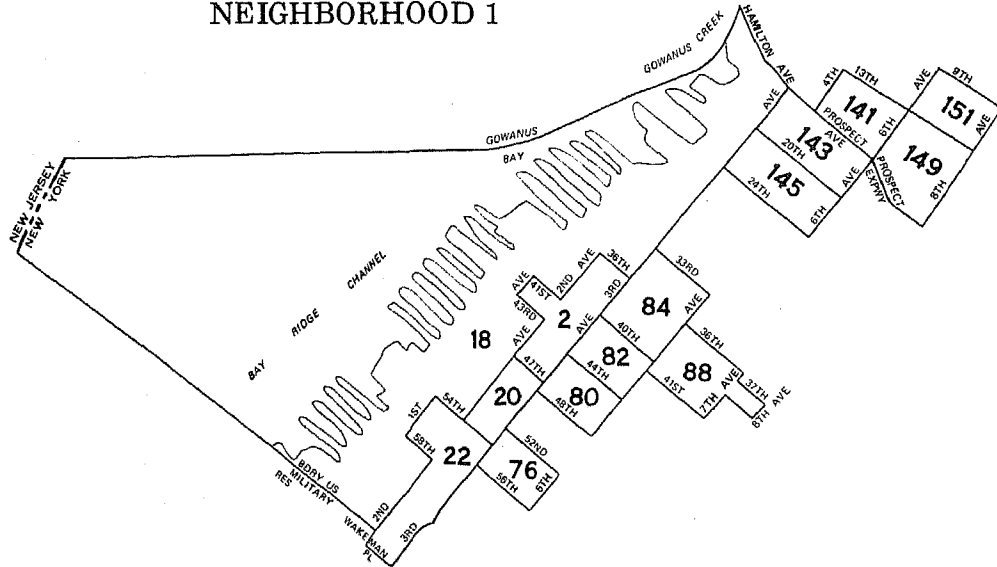 NEIGHBORHOOD 1
GOWANUS CREEK
HAMILTON AVE
GOWANUS
BAY
NEW JERSEY
NEW YORK
BAY RIDGE CHANNEL
4TH
13TH
AVE
9TH
151
AVE
141
PROSPECT
AVE
6TH
AVE
143
20TH
145
24TH
6TH
AVE
PROSPECT
EXPWY
149
8TH
36TH
AVE
2ND
41ST
AVE
43RD
AVE
2
3RD
AVE
33RD
84
AVE
40TH
82
44TH
80
48TH
36TH
88
41ST
7TH
AVE
37TH
8TH AVE
18
47TH
20
54TH
1ST
58TH
22
52ND
76
56TH
5TH
BDRY US
MILITARY
RES
2ND
3RD
WAKEMAN
PL